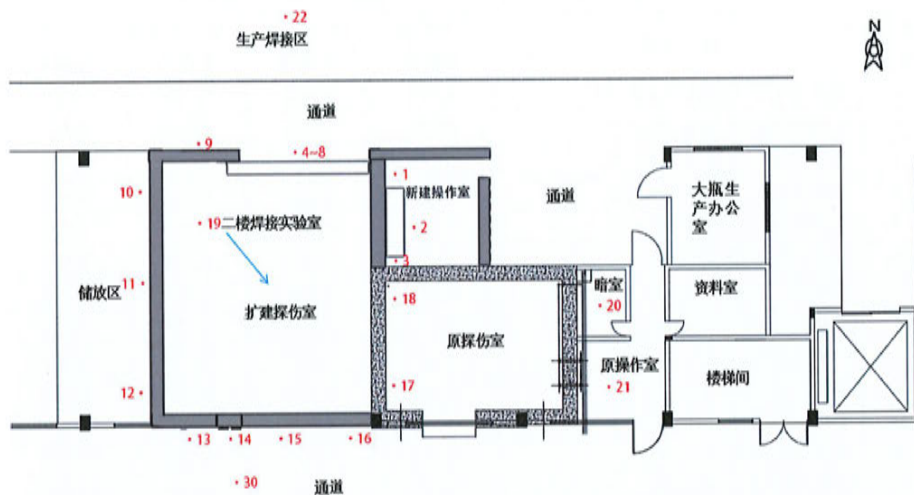 ·22
生产焊接区
N
通道
·9
·4~8
·1
新建操作室
通道
大瓶生
产办公
室
10·
·19二楼焊接实验室
·2
·3
储放区
11·
·18
暗室
·20
资料室
扩建探伤室
原探伤室
原操作室
·21
楼梯间
12·
·17
·13
·14
·15
·16
·30
通道